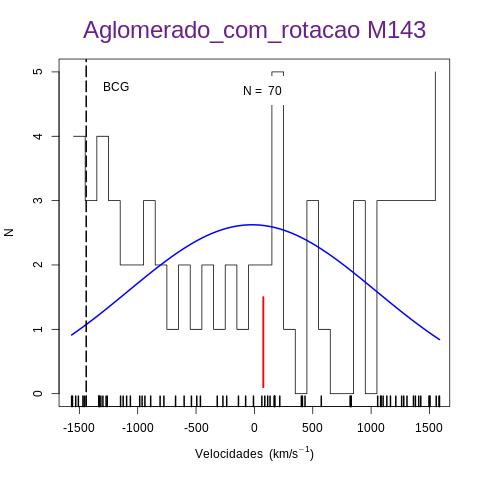 Aglomerado_com_rotacao M143
BCG
N = 70
N
5
4
3
2
1
0
-1500 -1000 -500 0 500 1000 1500
Velocidades (km/s⁻¹)